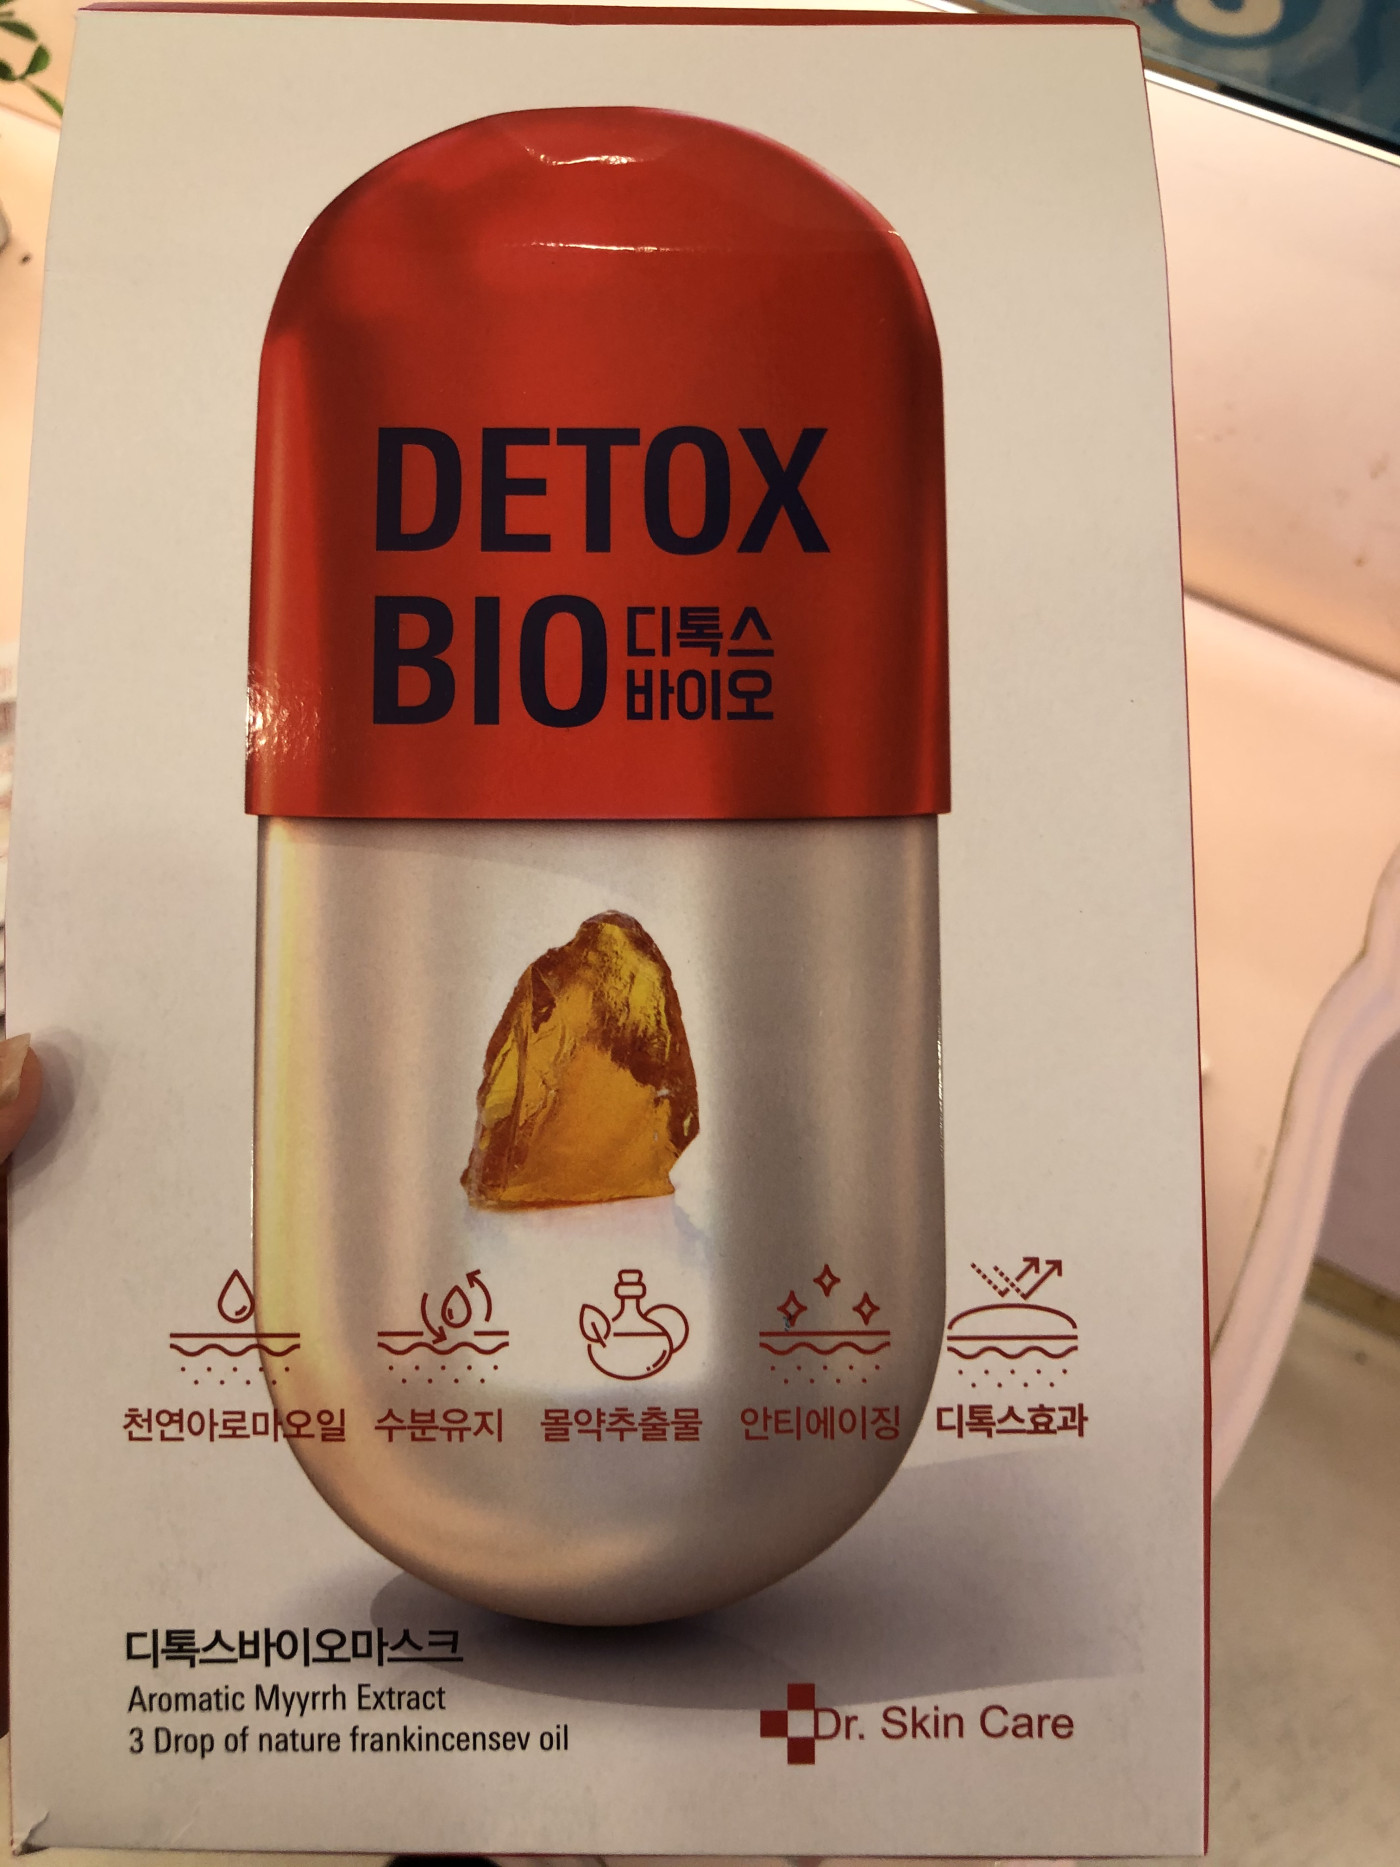 DETOX
BIO 디톡스
바이오
천연아로마오일 수분유지 몰약추출물 안티에이징 디톡스효과
디톡스바이오마스크
Aromatic Myyrrh Extract
3 Drop of nature frankincensev oil
Dr. Skin Care